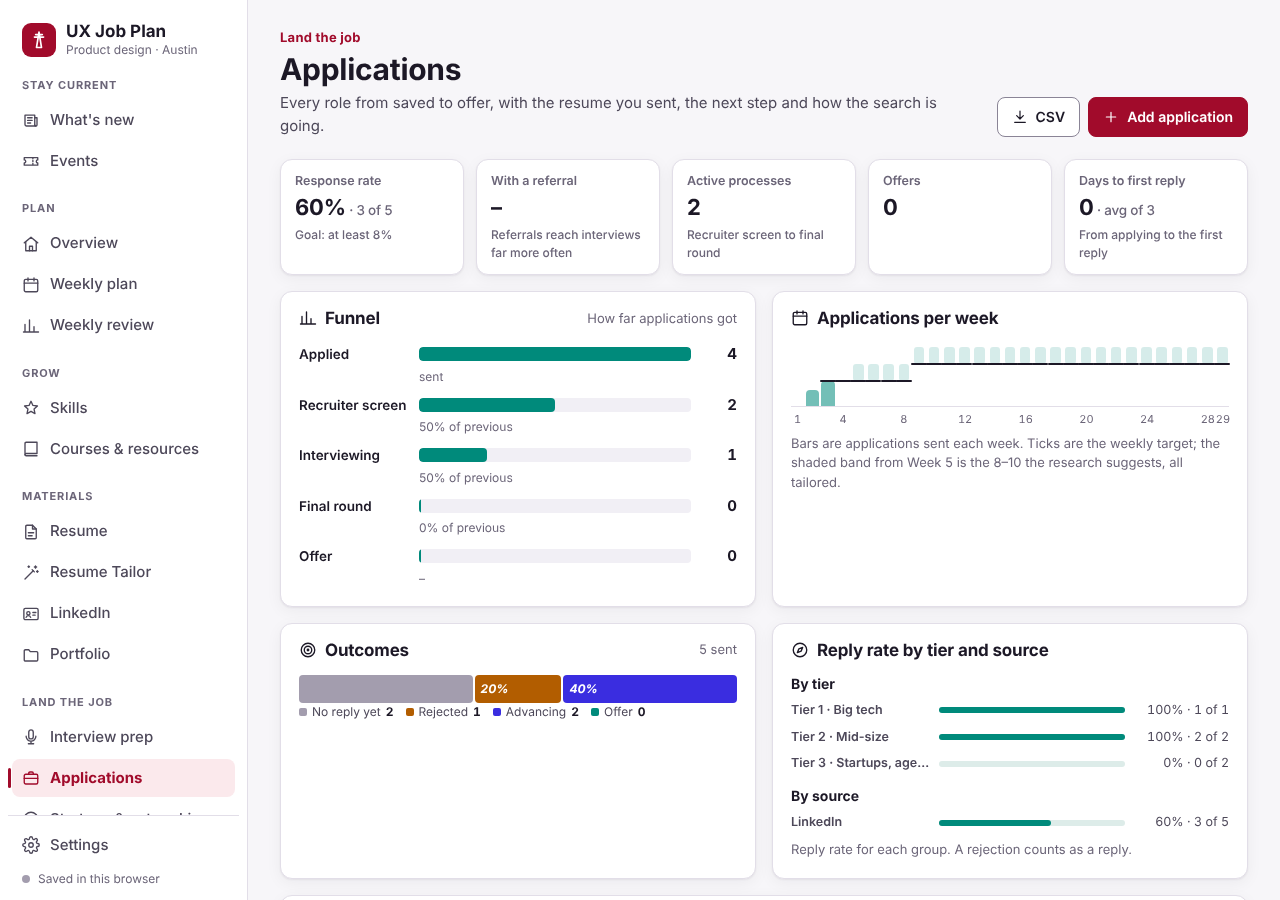 UX Job Plan
Product design · Austin
STAY CURRENT
What's new
Events
PLAN
Overview
Weekly plan
Weekly review
GROW
Skills
Courses & resources
MATERIALS
Resume
Resume Tailor
LinkedIn
Portfolio
LAND THE JOB
Interview prep
Applications
Settings
Saved in this browser
Land the job
Applications
Every role from saved to offer, with the resume you sent, the next step and how the search is
going.
CSV
Add application
Response rate
60% · 3 of 5
Goal: at least 8%
With a referral
–
Referrals reach interviews
far more often
Active processes
2
Recruiter screen to final
round
Offers
0
Days to first reply
0 · avg of 3
From applying to the first
reply
Funnel
How far applications got
Applied 4
sent
Recruiter screen 2
50% of previous
Interviewing 1
50% of previous
Final round 0
0% of previous
Offer 0
–
Applications per week
1 4 8 12 16 20 24 28 29
Bars are applications sent each week. Ticks are the weekly target; the
shaded band from Week 5 is the 8–10 the research suggests, all
tailored.
Outcomes
5 sent
20% 40%
No reply yet 2 Rejected 1 Advancing 2 Offer 0
Reply rate by tier and source
By tier
Tier 1 · Big tech 100% · 1 of 1
Tier 2 · Mid-size 100% · 2 of 2
Tier 3 · Startups, age... 0% · 0 of 2
By source
LinkedIn 60% · 3 of 5
Reply rate for each group. A rejection counts as a reply.